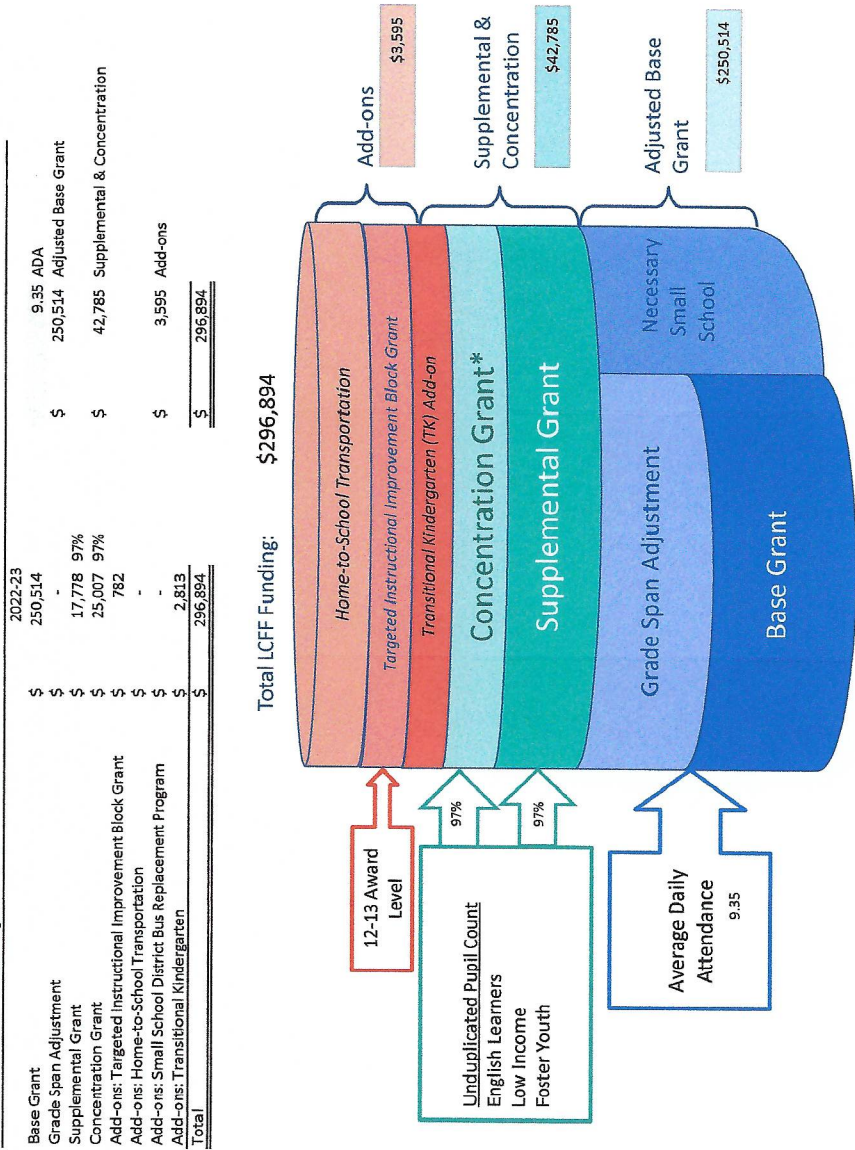 2022-23
Base Grant $ 250,514 9.35 ADA
Grade Span Adjustment $ - $ 250,514 Adjusted Base Grant
Supplemental Grant $ 17,778 97%
Concentration Grant $ 25,007 97% $ 42,785 Supplemental & Concentration
Add-ons: Targeted Instructional Improvement Block Grant $ 782
Add-ons: Home-to-School Transportation $ -
Add-ons: Small School District Bus Replacement Program $ - $ 3,595 Add-ons
Add-ons: Transitional Kindergarten $ 2,813
Total $ 296,894 $ 296,894
Total LCFF Funding: $296,894
Home-to-School Transportation
Targeted Instructional Improvement Block Grant
Transitional Kindergarten (TK) Add-on
Concentration Grant*
Supplemental Grant
Grade Span Adjustment
Necessary
Small
School
Base Grant
12-13 Award
Level
Unduplicated Pupil Count
English Learners
Low Income
Foster Youth
97%
97%
Average Daily
Attendance
9.35
Add-ons
$3,595
Supplemental &
Concentration
$42,785
Adjusted Base
Grant
$250,514